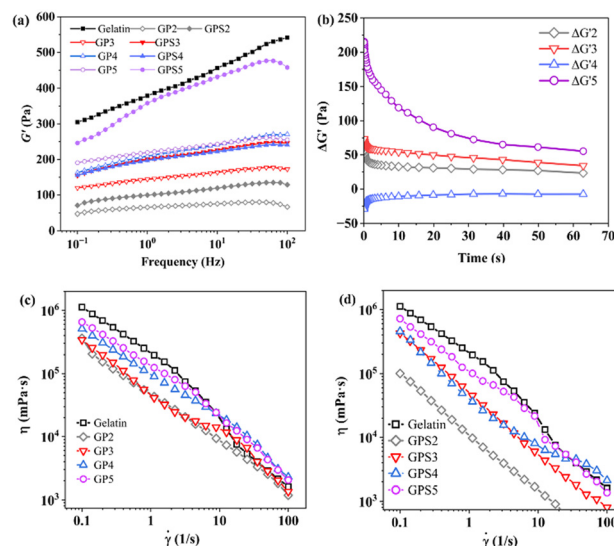 (a)
Gelatin GP2 GPS2
GP3 GPS3
GP4 GPS4
GP5 GPS5
600
500
400
300
200
100
0
G' (Pa)
10⁻¹ 10⁰ 10¹ 10²
Frequency (Hz)
(b)
ΔG'2
ΔG'3
ΔG'4
ΔG'5
250
200
150
100
50
0
−50
ΔG' (Pa)
0 10 20 30 40 50 60 70
Time (s)
(c)
10⁶
10⁵
10⁴
10³
η (mPa·s)
Gelatin
GP2
GP3
GP4
GP5
0.1 1 10 100
γ̇ (1/s)
(d)
10⁶
10⁵
10⁴
10³
η (mPa·s)
Gelatin
GPS2
GPS3
GPS4
GPS5
0.1 1 10 100
γ̇ (1/s)